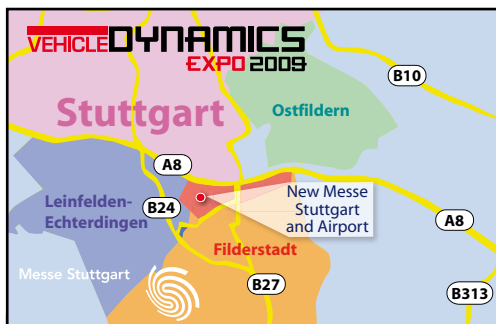 VEHICLE DYNAMICS
EXPO 2009
B10
Stuttgart
Ostfildern
A8
Leinfelden-
Echterdingen
B24
New Messe
Stuttgart
and Airport
A8
Filderstadt
Messe Stuttgart
B27
B313